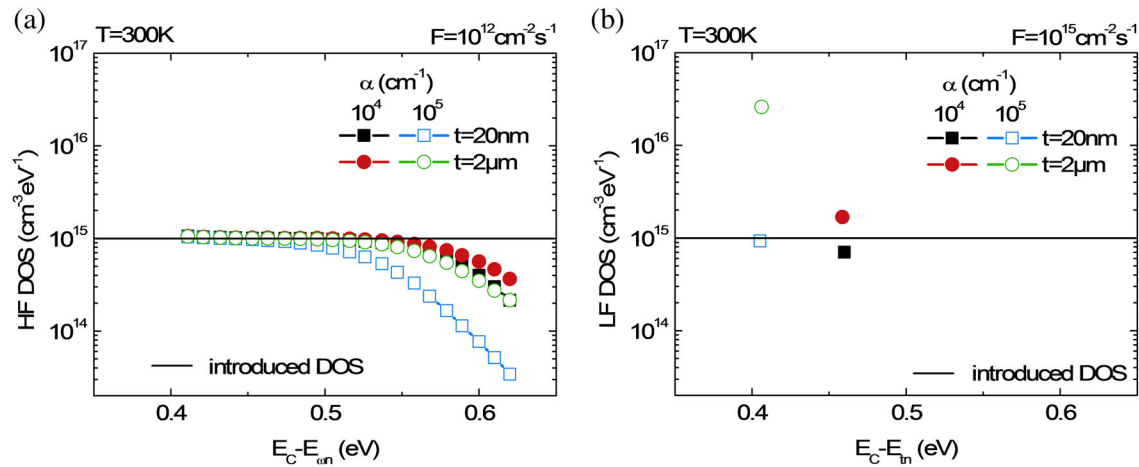 (a)
T=300K F=10¹²cm⁻²s⁻¹
10¹⁷
10¹⁶
10¹⁵
10¹⁴
HF DOS (cm⁻³eV⁻¹)
α (cm⁻¹)
10⁴ 10⁵
t=20nm
t=2µm
introduced DOS
0.4 0.5 0.6
E_C-E_ωn (eV)
(b)
T=300K F=10¹⁵cm⁻²s⁻¹
10¹⁷
10¹⁶
10¹⁵
10¹⁴
LF DOS (cm⁻³eV⁻¹)
α (cm⁻¹)
10⁴ 10⁵
t=20nm
t=2µm
introduced DOS
0.4 0.5 0.6
E_C-E_tn (eV)